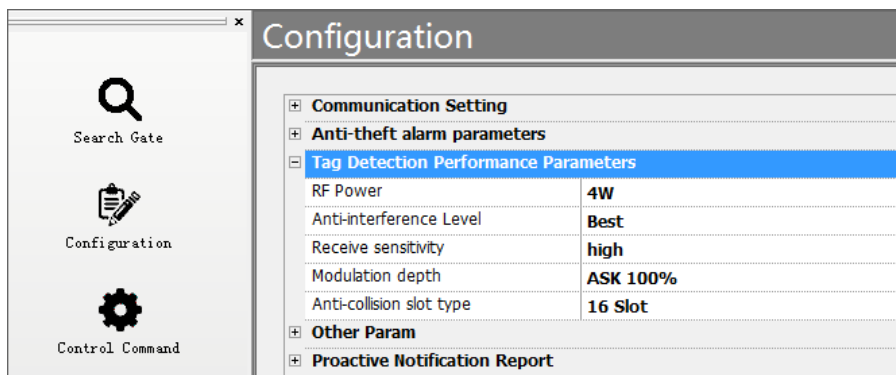 Configuration
Search Gate
Configuration
Control Command
Communication Setting
Anti-theft alarm parameters
Tag Detection Performance Parameters
RF Power 4W
Anti-interference Level Best
Receive sensitivity high
Modulation depth ASK 100%
Anti-collision slot type 16 Slot
Other Param
Proactive Notification Report